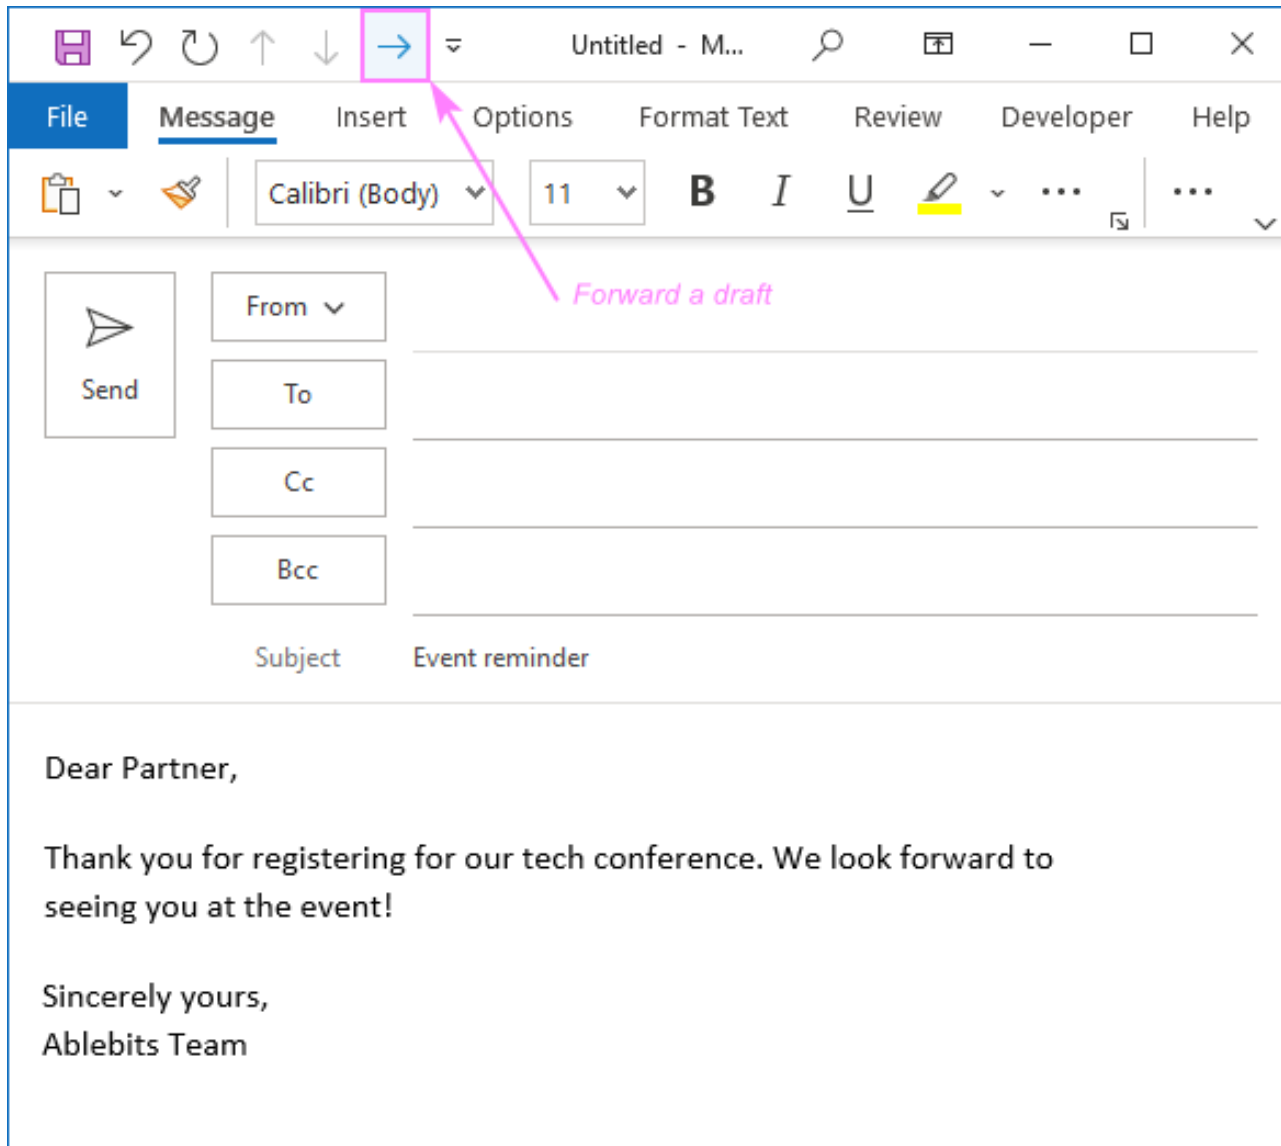 Untitled - M...
File Message Insert Options Format Text Review Developer Help
Calibri (Body) 11 B I U
Forward a draft
From
Send
To
Cc
Bcc
Subject Event reminder
Dear Partner,
Thank you for registering for our tech conference. We look forward to
seeing you at the event!
Sincerely yours,
Ablebits Team